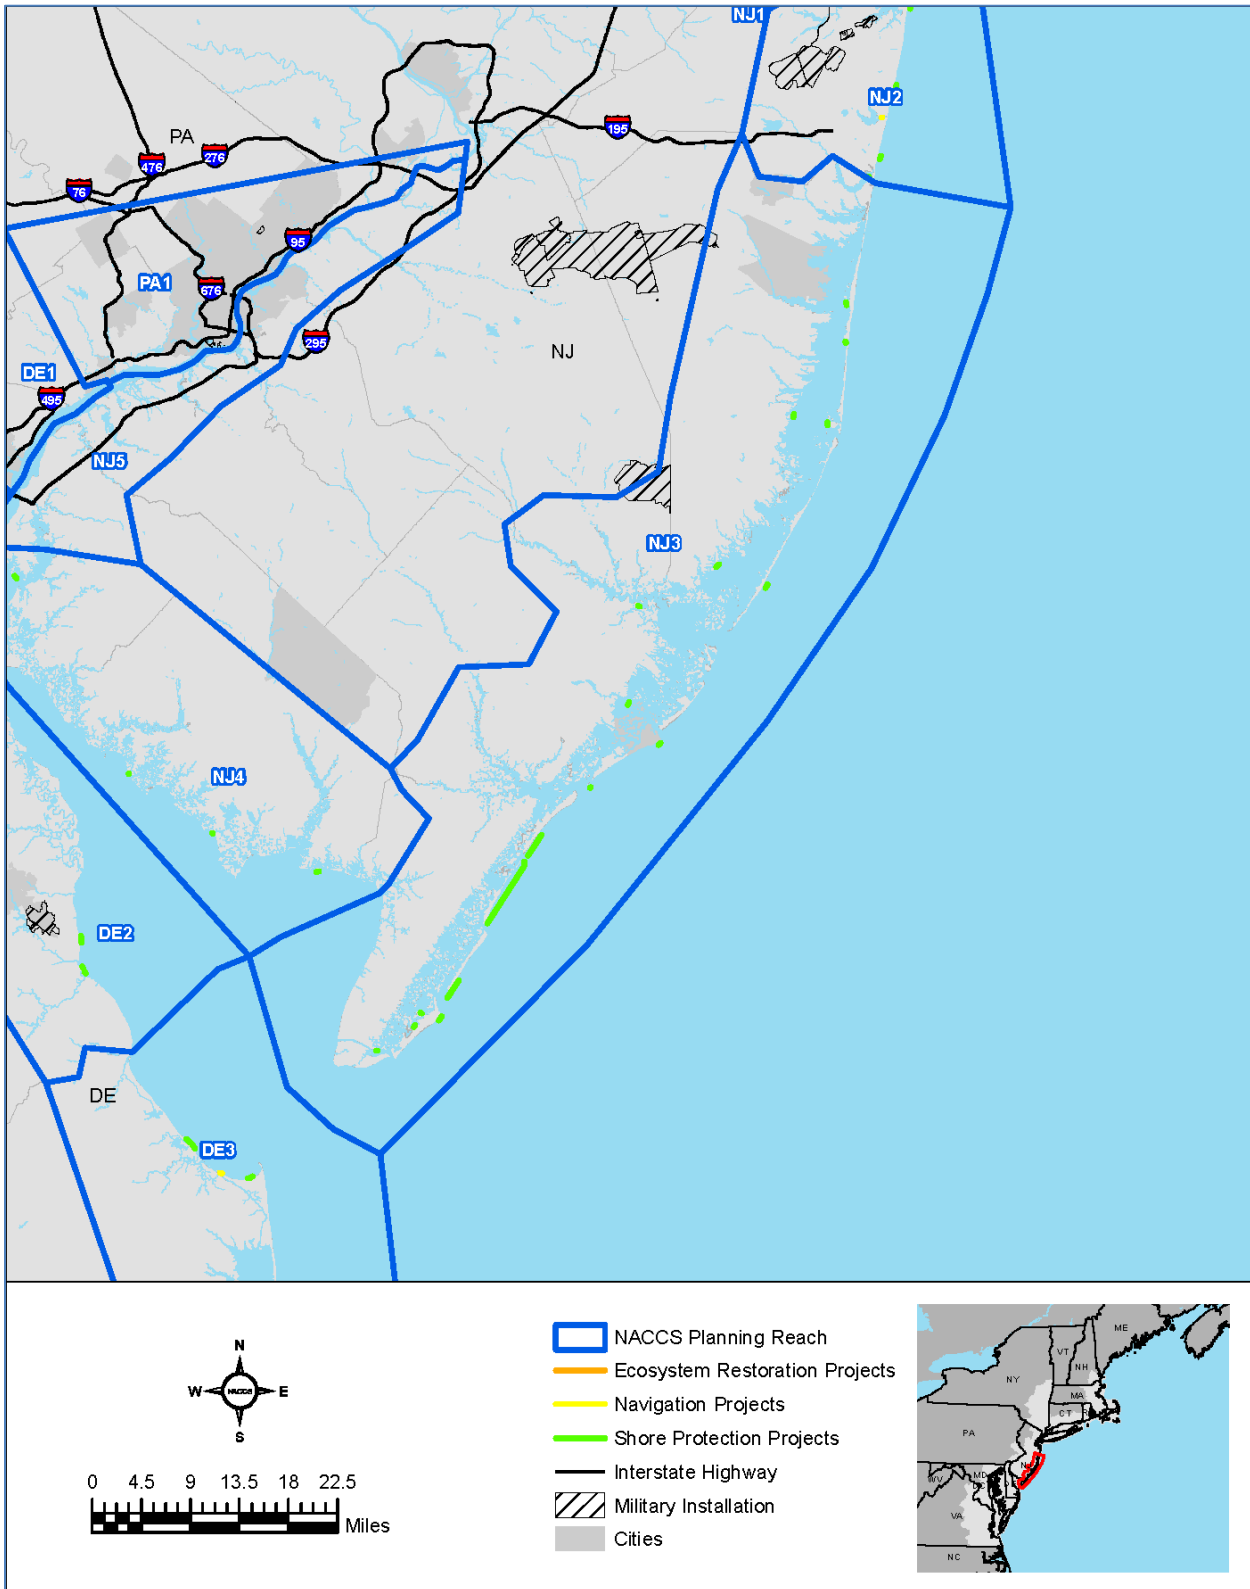 NJ1
NJ2
PA
195
276
476
76
95
PA1
676
295
NJ
DE1
495
NJ5
NJ3
NJ4
DE2
DE
DE3
N
W NACCS E
S
0 4.5 9 13.5 18 22.5
Miles
NACCS Planning Reach
Ecosystem Restoration Projects
Navigation Projects
Shore Protection Projects
Interstate Highway
Military Installation
Cities
ME
VT
NH
NY
MA
CT R
PA
N
MD
WV
DC
DE
VA
NC